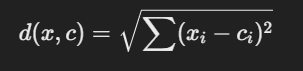 d(x, c) = √∑(xᵢ − cᵢ)²